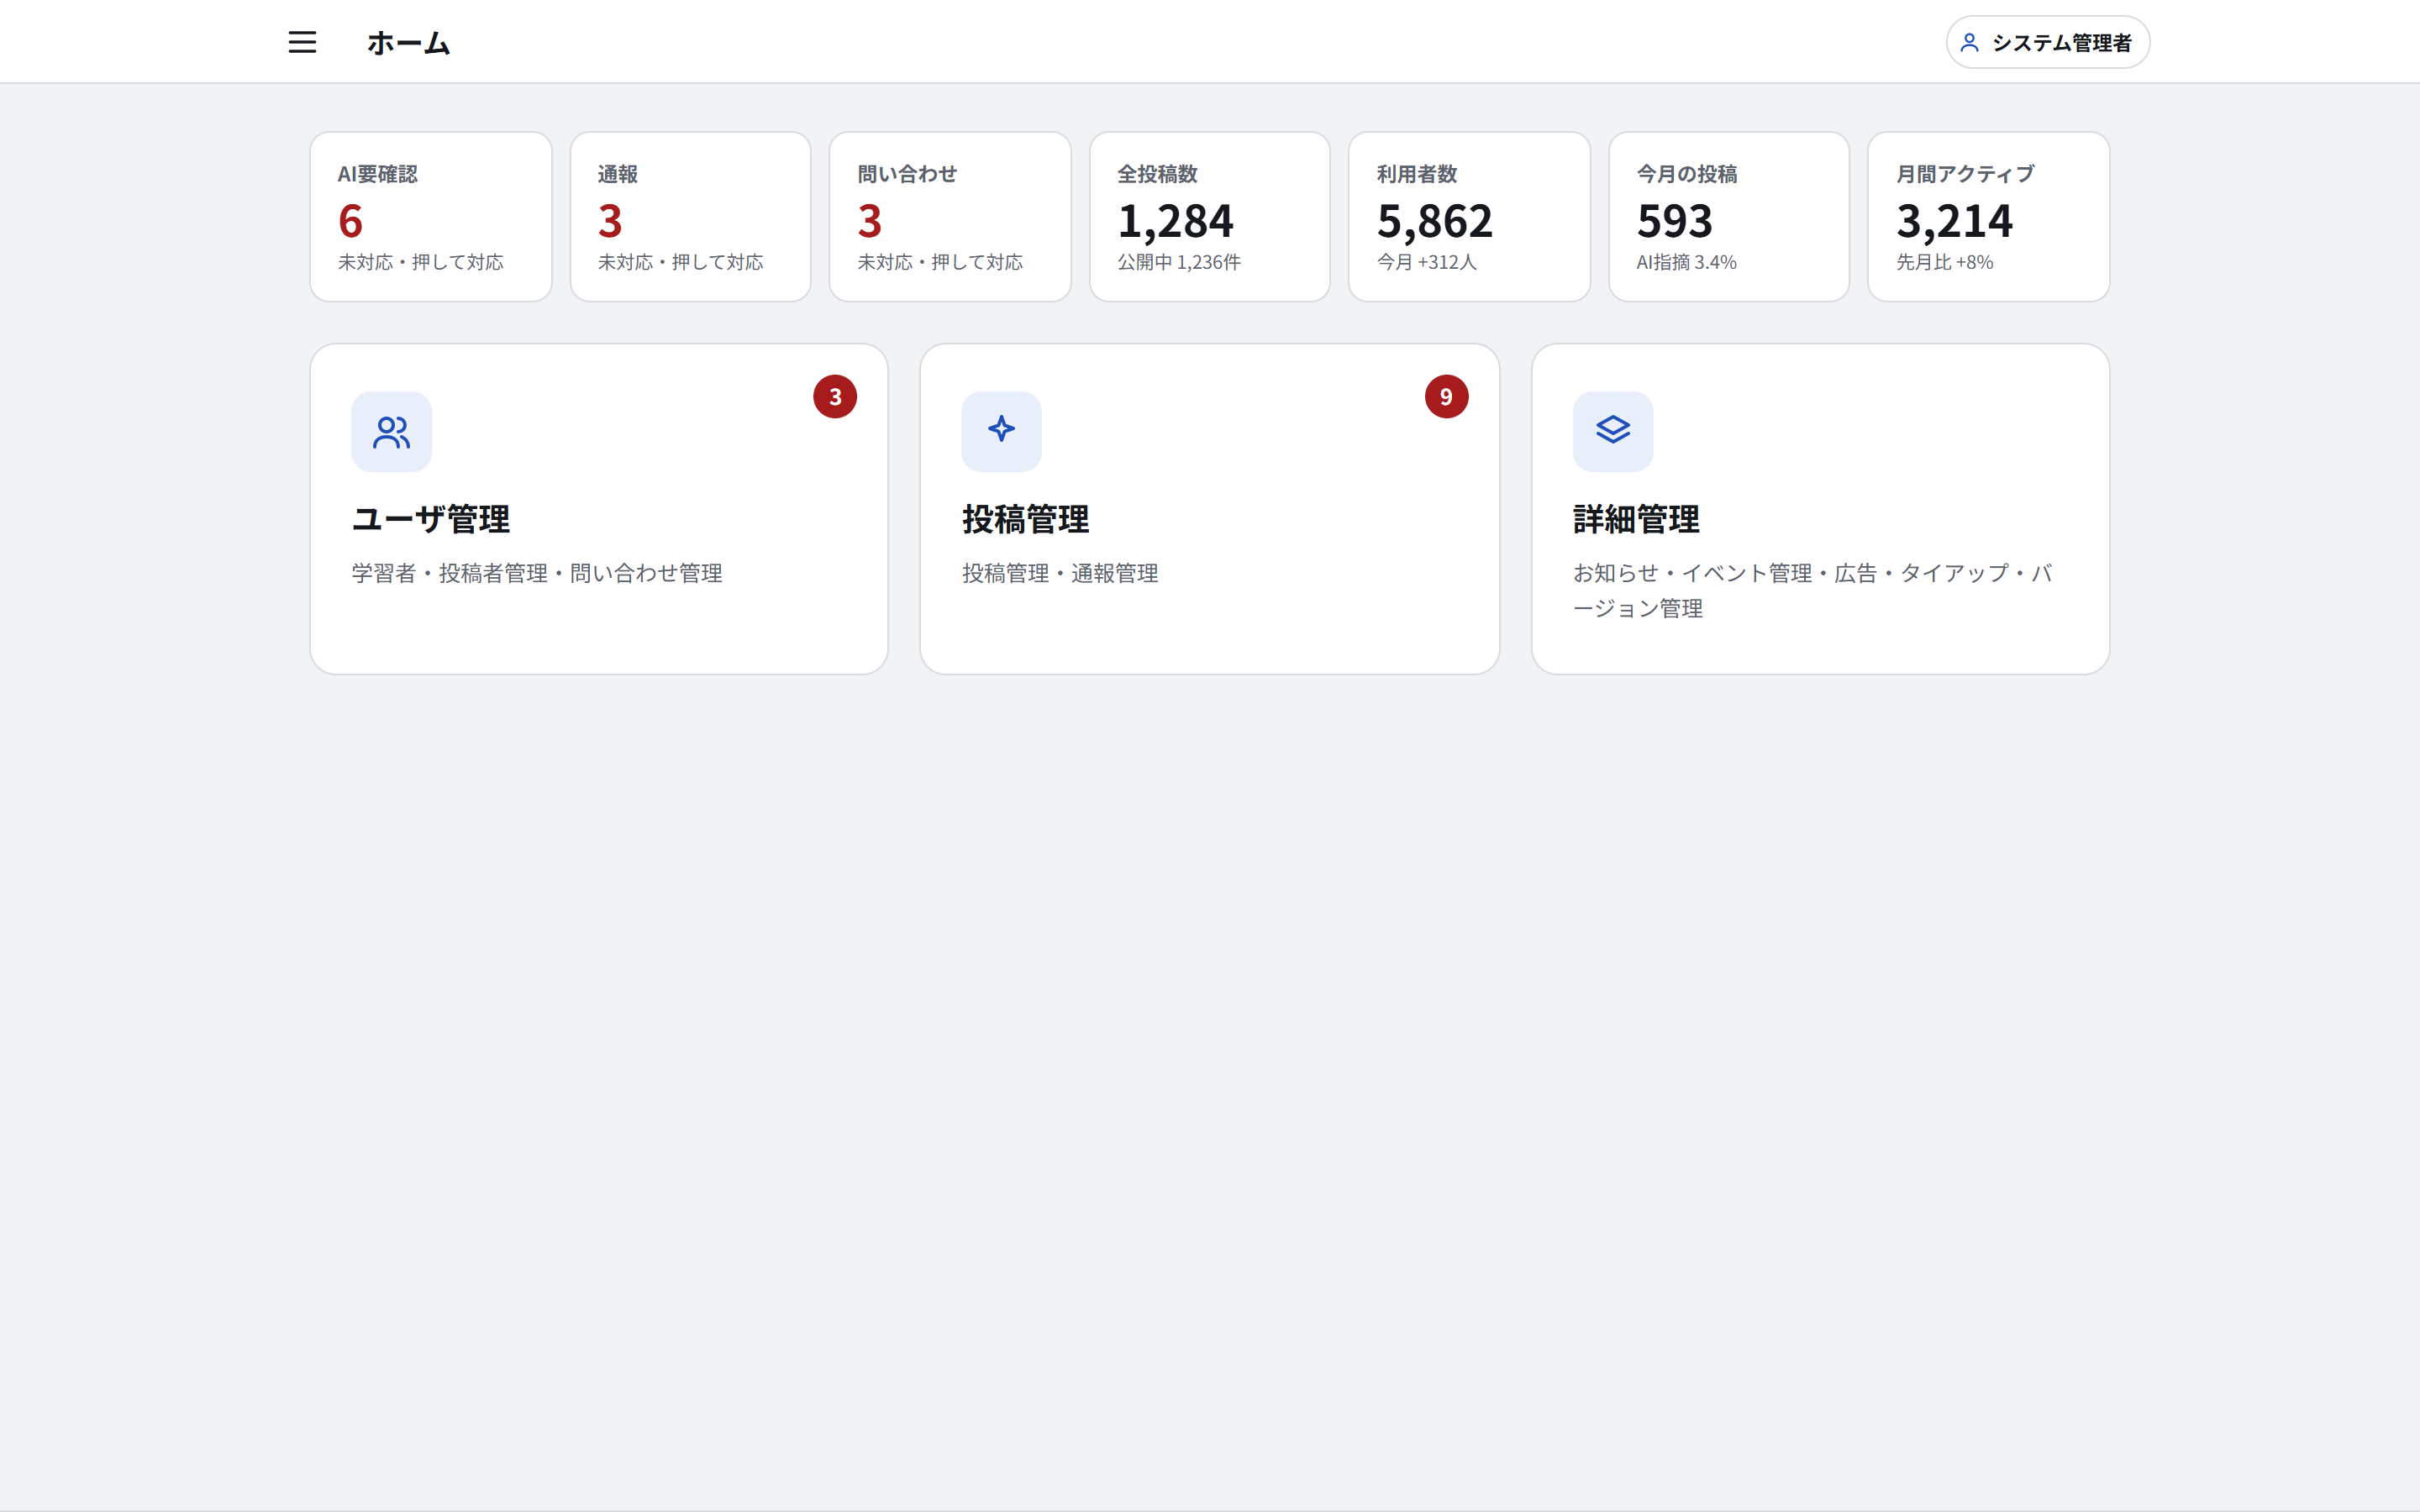 ホーム
システム管理者
AI要確認
6
未対応・押して対応
通報
3
未対応・押して対応
問い合わせ
3
未対応・押して対応
全投稿数
1,284
公開中 1,236件
利用者数
5,862
今月 +312人
今月の投稿
593
AI指摘 3.4%
月間アクティブ
3,214
先月比 +8%
3
ユーザ管理
学習者・投稿者管理・問い合わせ管理
9
投稿管理
投稿管理・通報管理
詳細管理
お知らせ・イベント管理・広告・タイアップ・バ
ージョン管理